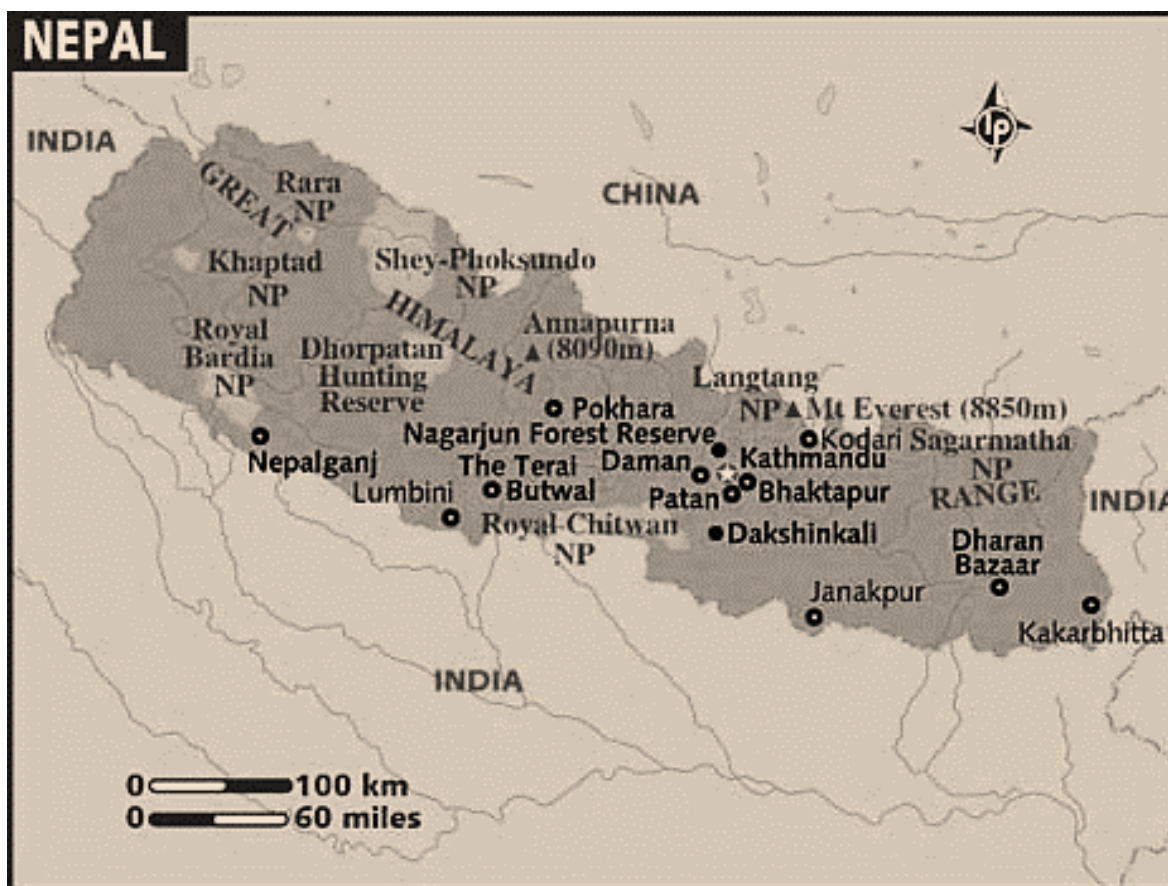 NEPAL
INDIA
lp
CHINA
GREAT
Rara
NP
Khaptad
NP
Shey-Phoksundo
NP
HIMALAYA
Royal
Bardia
NP
Dhorpatan
Hunting
Reserve
Annapurna
(8090m)
Langtang
NP
Mt Everest (8850m)
Pokhara
Nagarjun Forest Reserve
Kodari
Sagarmatha
NP
RANGE
INDIA
Nepalganj
The Terai
Daman
Kathmandu
Lumbini
Butwal
Patan
Bhaktapur
Royal-Chitwan
NP
Dakshinkali
Dharan
Bazaar
Janakpur
Kakarbhitta
INDIA
0 100 km
0 60 miles